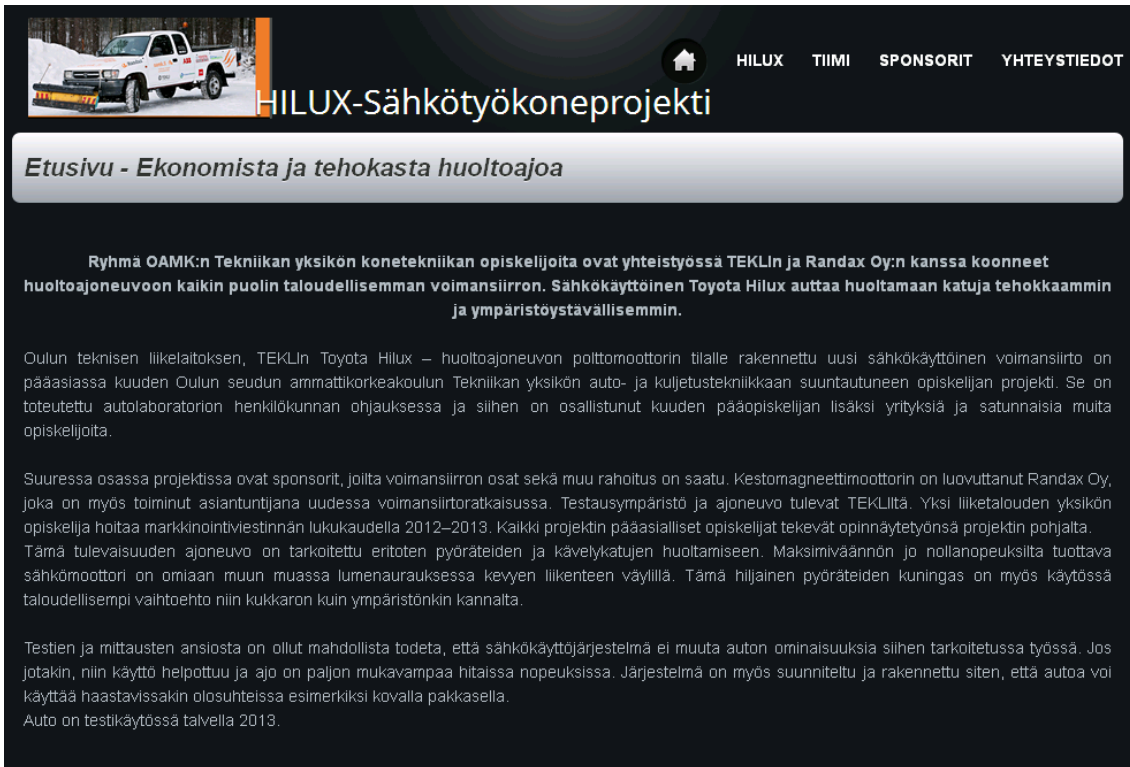 HILUX TIIMI SPONSORIT YHTEYSTIEDOT
HILUX-Sähkötyökoneprojekti
Etusivu - Ekonomista ja tehokasta huoltoajoa
Ryhmä OAMK:n Tekniikan yksikön konetekniikan opiskelijoita ovat yhteistyössä TEKLIn ja Randax Oy:n kanssa koonneet
huoltoajoneuvoon kaikin puolin taloudellisemman voimansiirron. Sähkökäyttöinen Toyota Hilux auttaa huoltamaan katuja tehokkaammin
ja ympäristöystävällisemmin.
Oulun teknisen liikelaitoksen, TEKLIn Toyota Hilux – huoltoajoneuvon polttomoottorin tilalle rakennettu uusi sähkökäyttöinen voimansiirto on
pääasiassa kuuden Oulun seudun ammattikorkeakoulun Tekniikan yksikön auto- ja kuljetustekniikkaan suuntautuneen opiskelijan projekti. Se on
toteutettu autolaboratorion henkilökunnan ohjauksessa ja siihen on osallistunut kuuden pääopiskelijan lisäksi yrityksiä ja satunnaisia muita
opiskelijoita.
Suuressa osassa projektissa ovat sponsorit, joilta voimansiirron osat sekä muu rahoitus on saatu. Kestomagneettimoottorin on luovuttanut Randax Oy,
joka on myös toiminut asiantuntijana uudessa voimansiirtoratkaisussa. Testausympäristö ja ajoneuvo tulevat TEKLIltä. Yksi liiketalouden yksikön
opiskelija hoitaa markkinointiviestinnän lukukaudella 2012–2013. Kaikki projektin pääasialliset opiskelijat tekevät opinnäytetyönsä projektin pohjalta.
Tämä tulevaisuuden ajoneuvo on tarkoitettu eritoten pyöräteiden ja kävelykatujen huoltamiseen. Maksimiväännön jo nollanopeuksilta tuottava
sähkömoottori on omiaan muun muassa lumenaurauksessa kevyen liikenteen väylillä. Tämä hiljainen pyöräteiden kuningas on myös käytössä
taloudellisempi vaihtoehto niin kukkaron kuin ympäristönkin kannalta.
Testien ja mittausten ansiosta on ollut mahdollista todeta, että sähkökäyttöjärjestelmä ei muuta auton ominaisuuksia siihen tarkoitetussa työssä. Jos
jotakin, niin käyttö helpottuu ja ajo on paljon mukavampaa hitaissa nopeuksissa. Järjestelmä on myös suunniteltu ja rakennettu siten, että autoa voi
käyttää haastavissakin olosuhteissa esimerkiksi kovalla pakkasella.
Auto on testikäytössä talvella 2013.